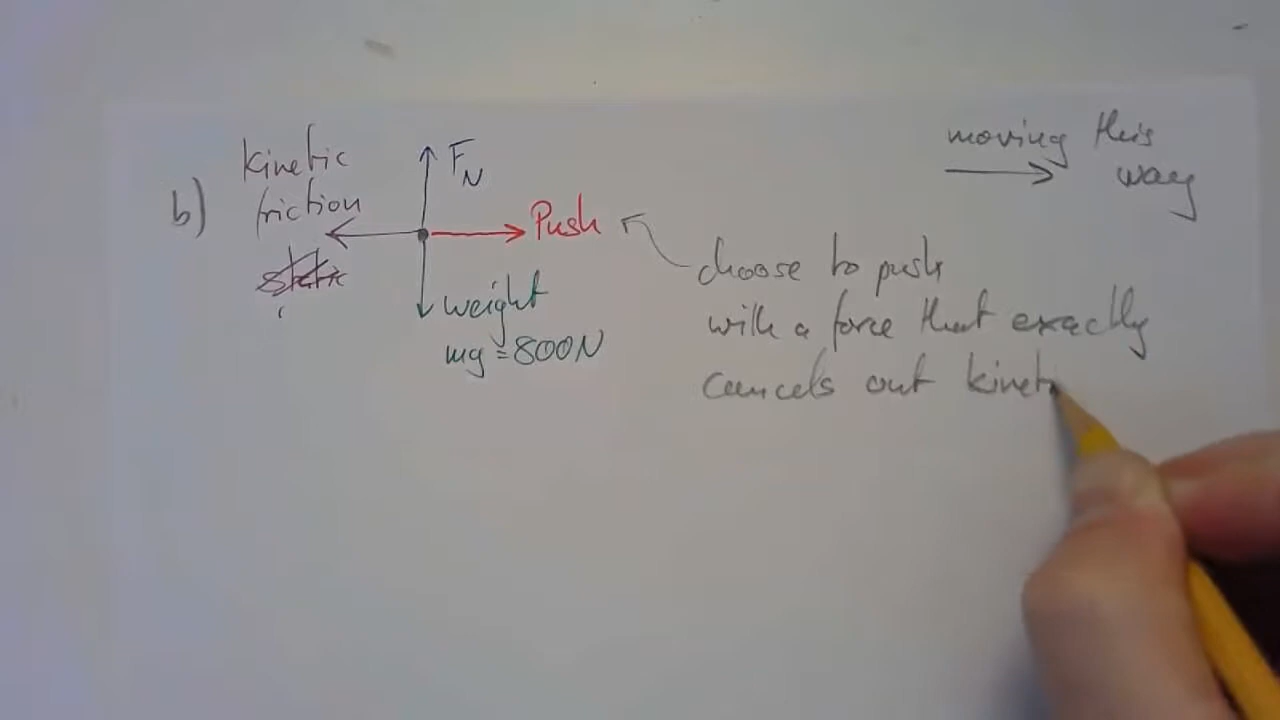 b)
kinetic
friction
static
F_N
Push
weight
mg = 800N
moving this
way
choose to push
with a force that exactly
cancels out kineti